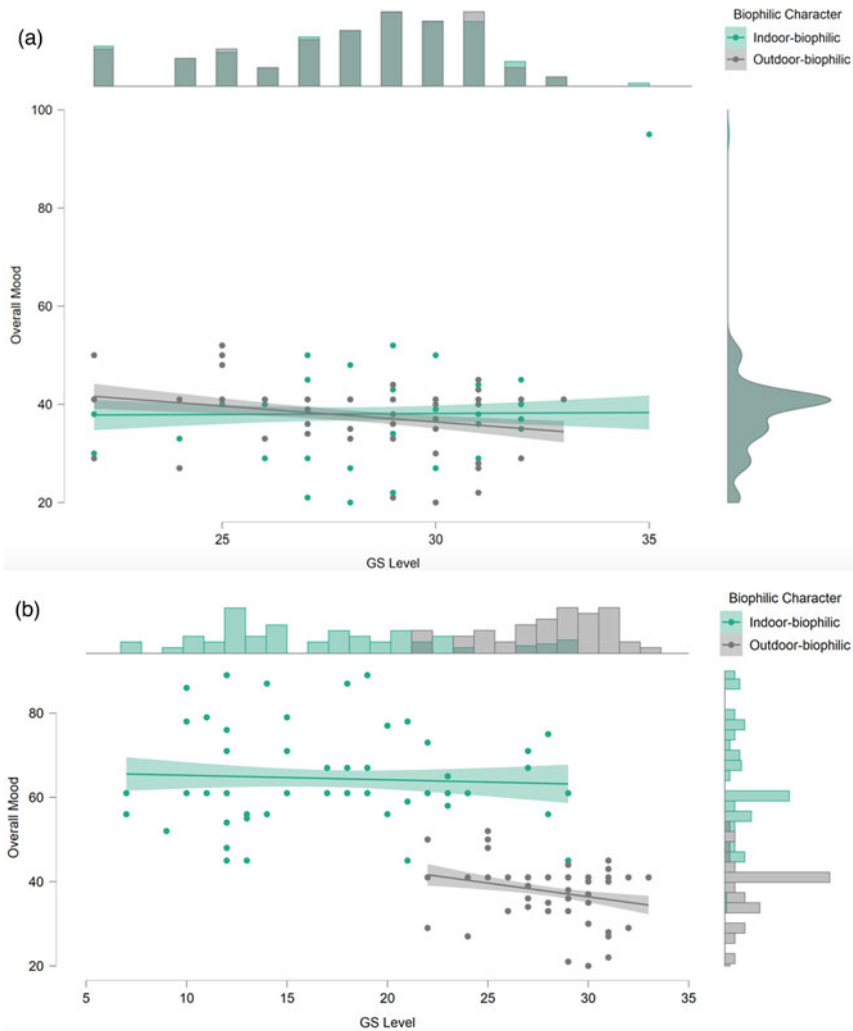 (a)
Biophilic Character
Indoor-biophilic
Outdoor-biophilic
100
80
60
40
20
Overall Mood
25 30 35
GS Level
(b)
Biophilic Character
Indoor-biophilic
Outdoor-biophilic
80
60
40
20
Overall Mood
5 10 15 20 25 30 35
GS Level